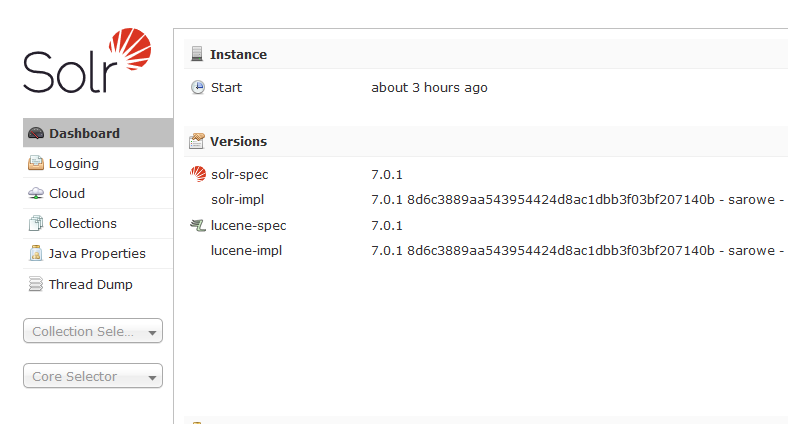 Solr
Dashboard
Logging
Cloud
Collections
Java Properties
Thread Dump
Collection Sele...
Core Selector
Instance
Start about 3 hours ago
Versions
solr-spec 7.0.1
solr-impl 7.0.1 8d6c3889aa543954424d8ac1dbb3f03bf207140b - sarowe -
lucene-spec 7.0.1
lucene-impl 7.0.1 8d6c3889aa543954424d8ac1dbb3f03bf207140b - sarowe -